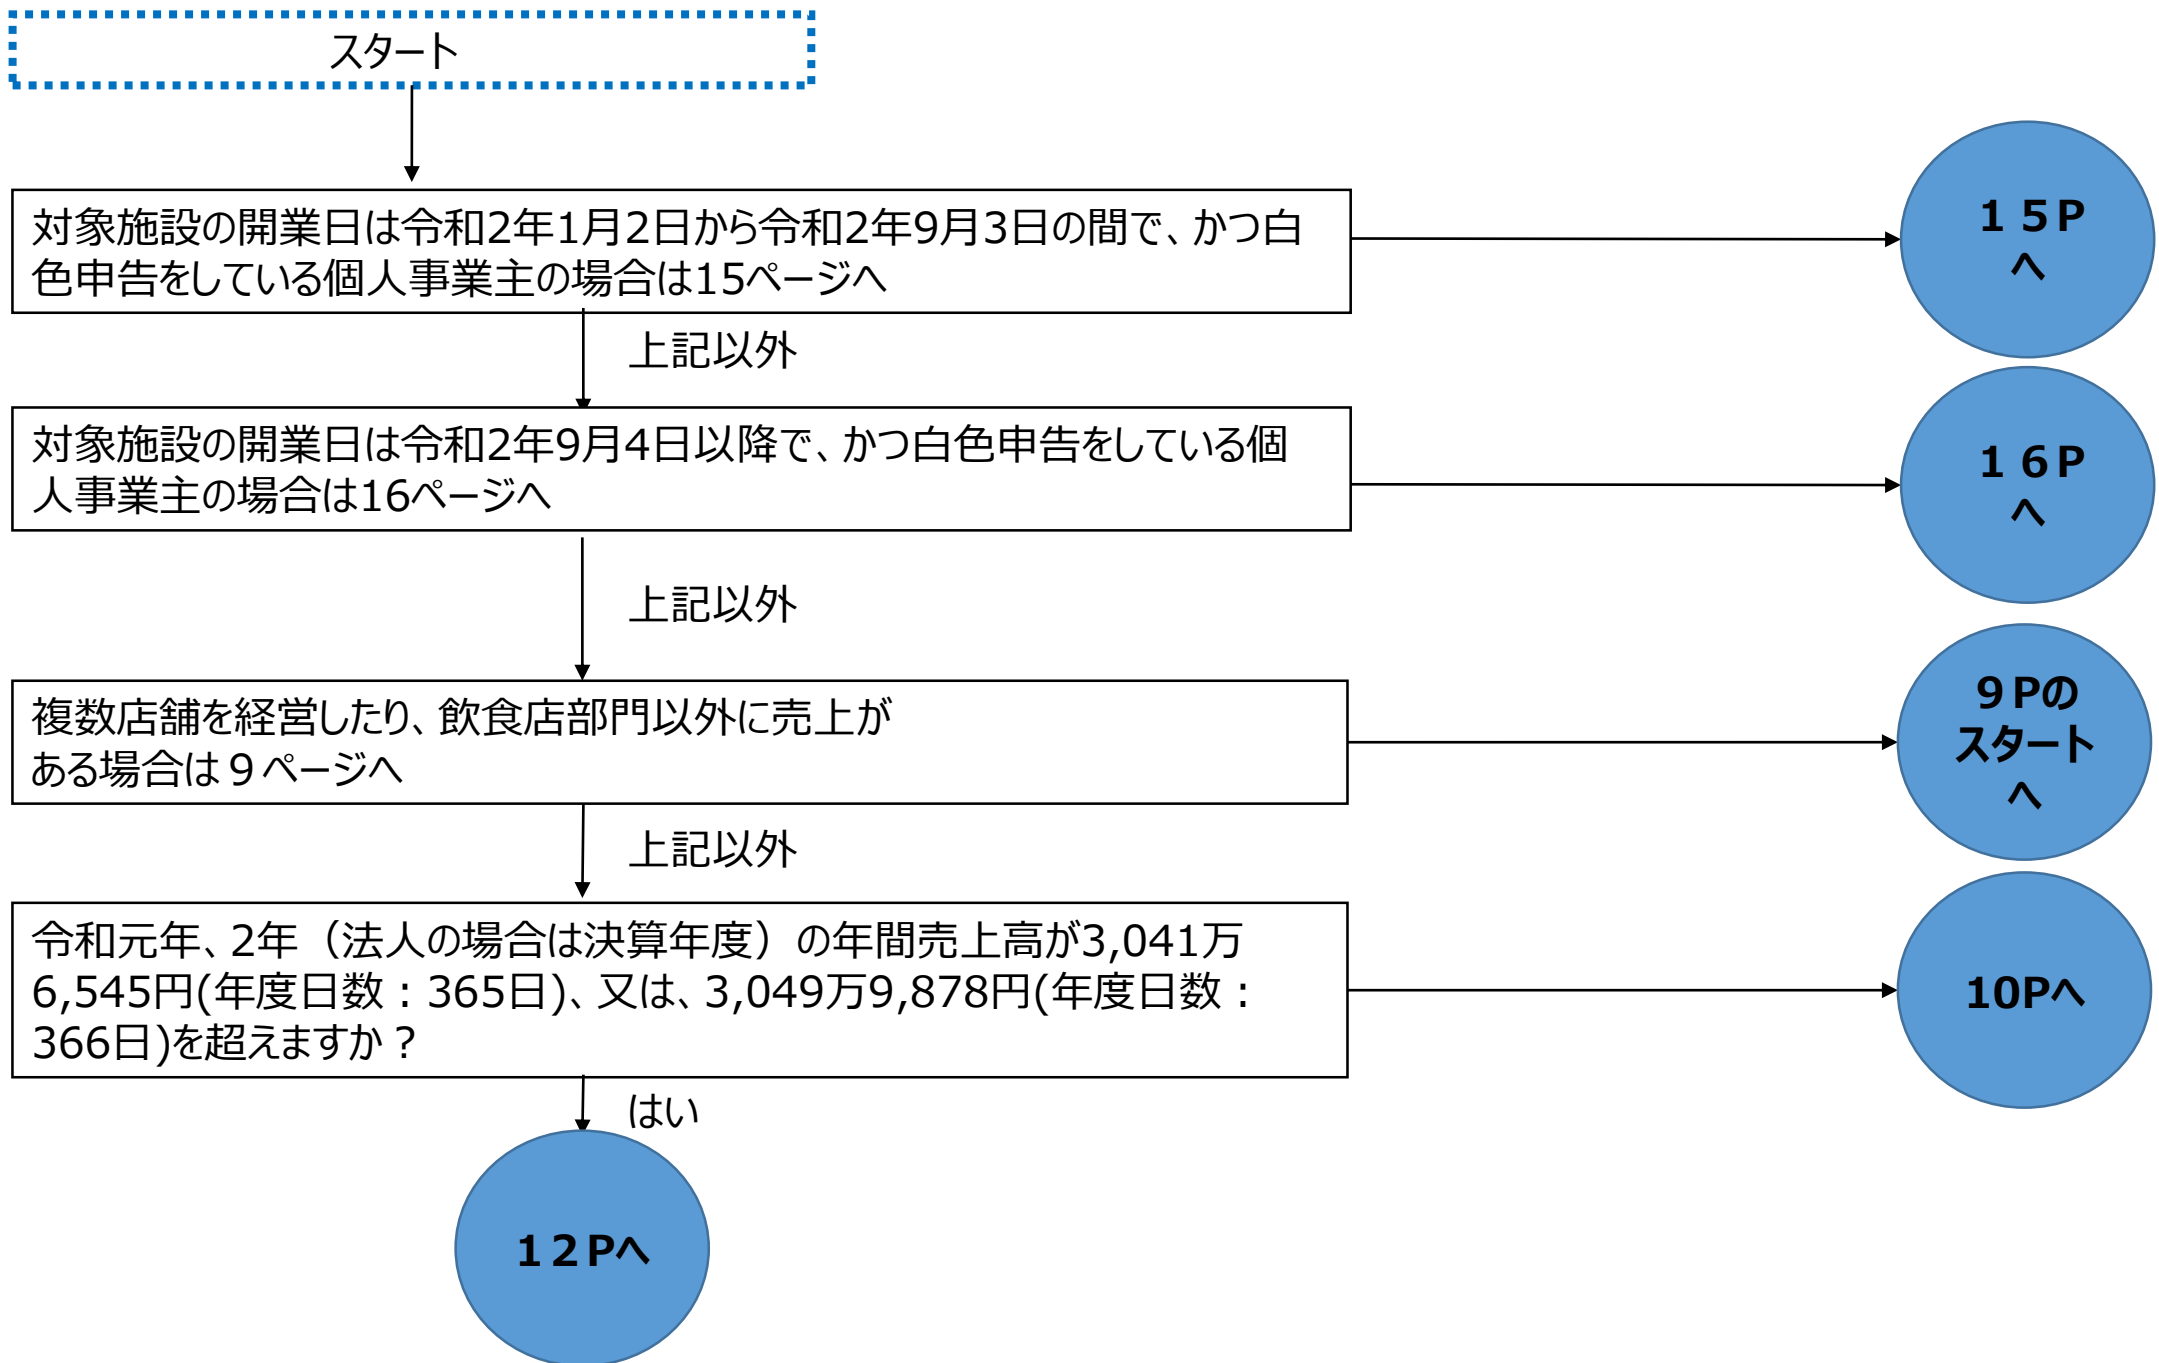 スタート
対象施設の開業日は令和2年1月2日から令和2年9月3日の間で、かつ白
色申告をしている個人事業主の場合は15ページへ
１５P
へ
上記以外
対象施設の開業日は令和2年9月4日以降で、かつ白色申告をしている個
人事業主の場合は16ページへ
１６P
へ
上記以外
複数店舗を経営したり、飲食店部門以外に売上が
ある場合は９ページへ
９Pの
スタート
へ
上記以外
令和元年、2年（法人の場合は決算年度）の年間売上高が3,041万
6,545円(年度日数：365日)、又は、3,049万9,878円(年度日数：
366日)を超えますか？
10Pへ
はい
１２Pへ